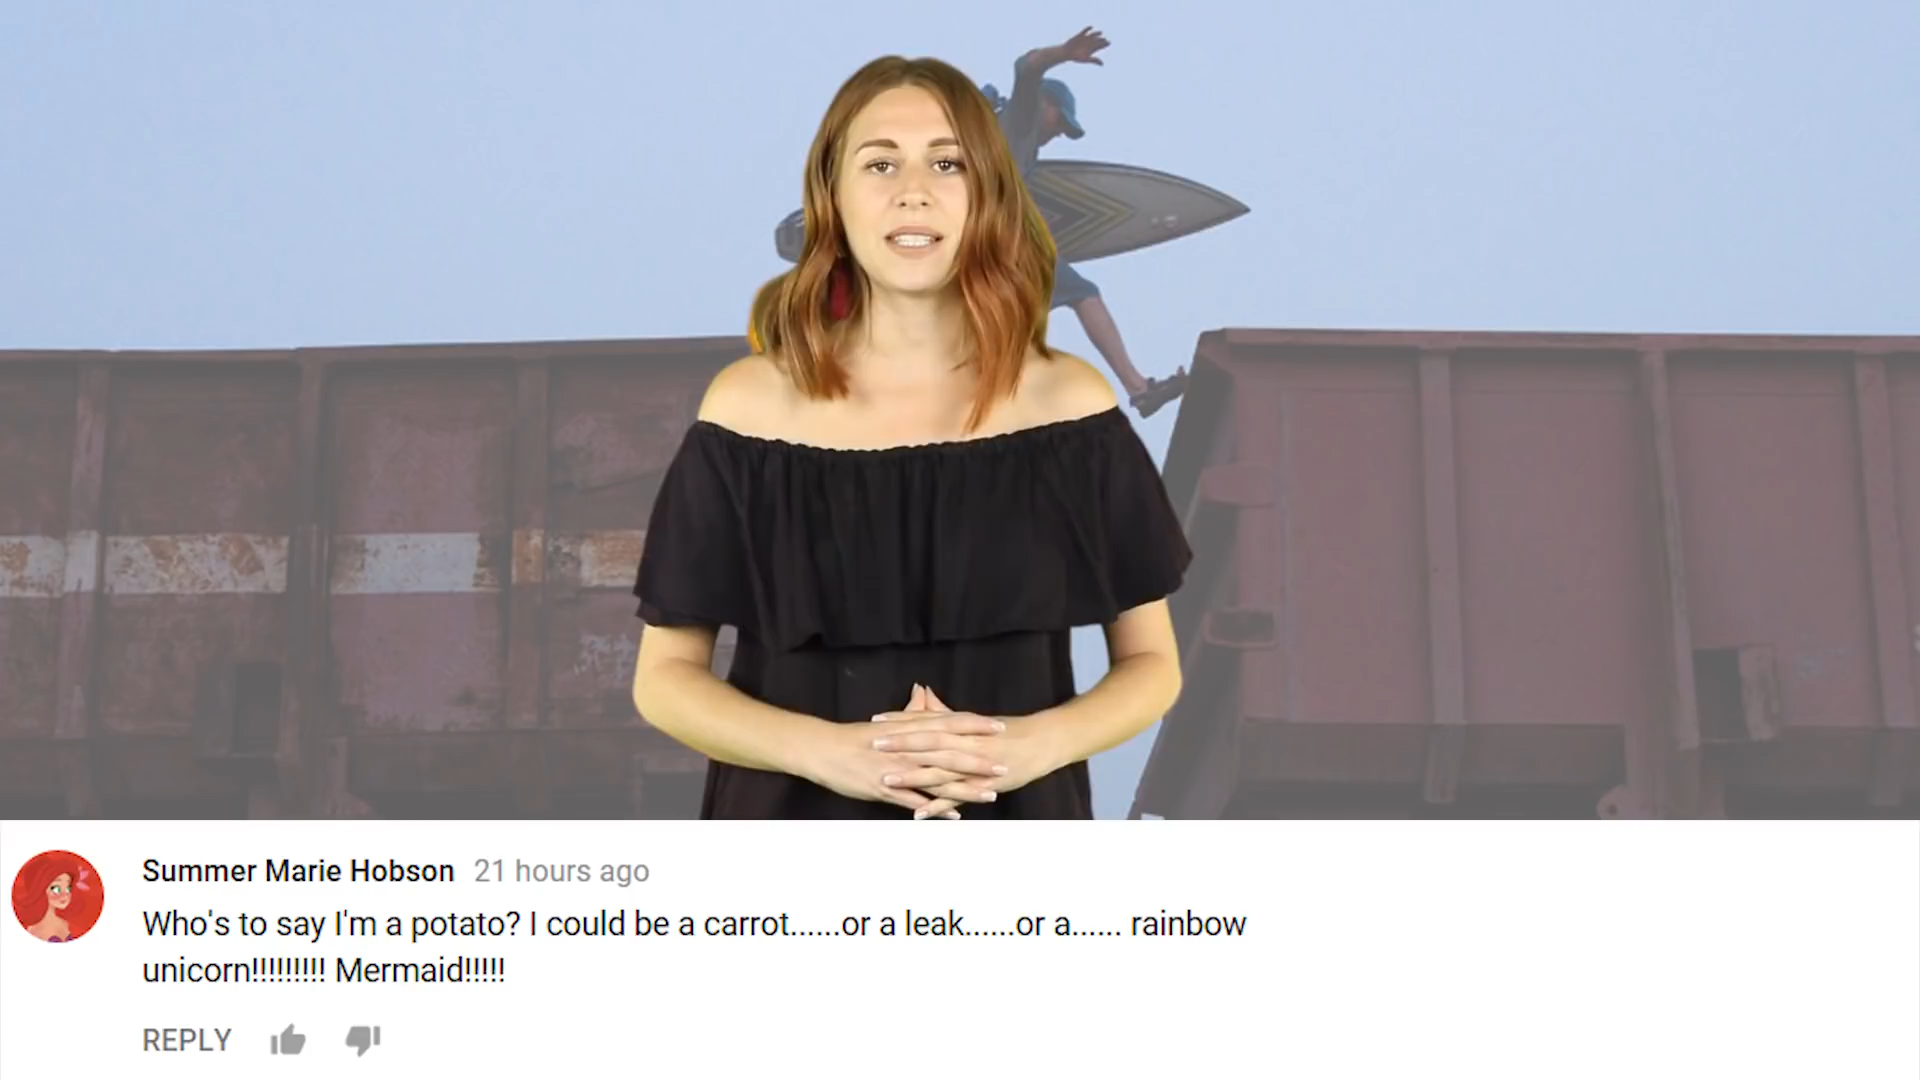 Summer Marie Hobson 21 hours ago
Who's to say I'm a potato? I could be a carrot......or a leak......or a...... rainbow
unicorn!!!!!!!!! Mermaid!!!!!
REPLY